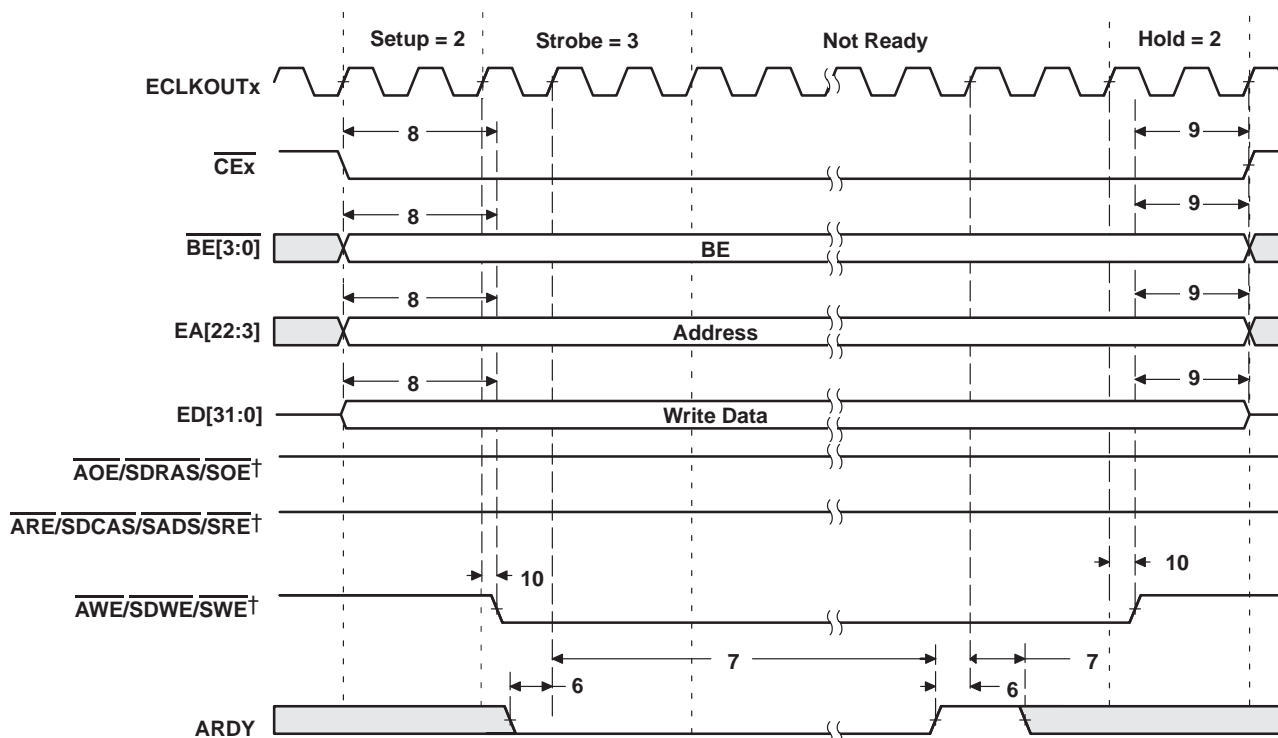 Setup = 2 Strobe = 3 Not Ready Hold = 2
ECLKOUTx
8 9
CEx
8 9
BE[3:0] BE
8 9
EA[22:3] Address
8 9
ED[31:0] Write Data
AOE/SDRAS/SOE†
ARE/SDCAS/SADS/SRE†
10 10
AWE/SDWE/SWE†
7 7
6 6
ARDY